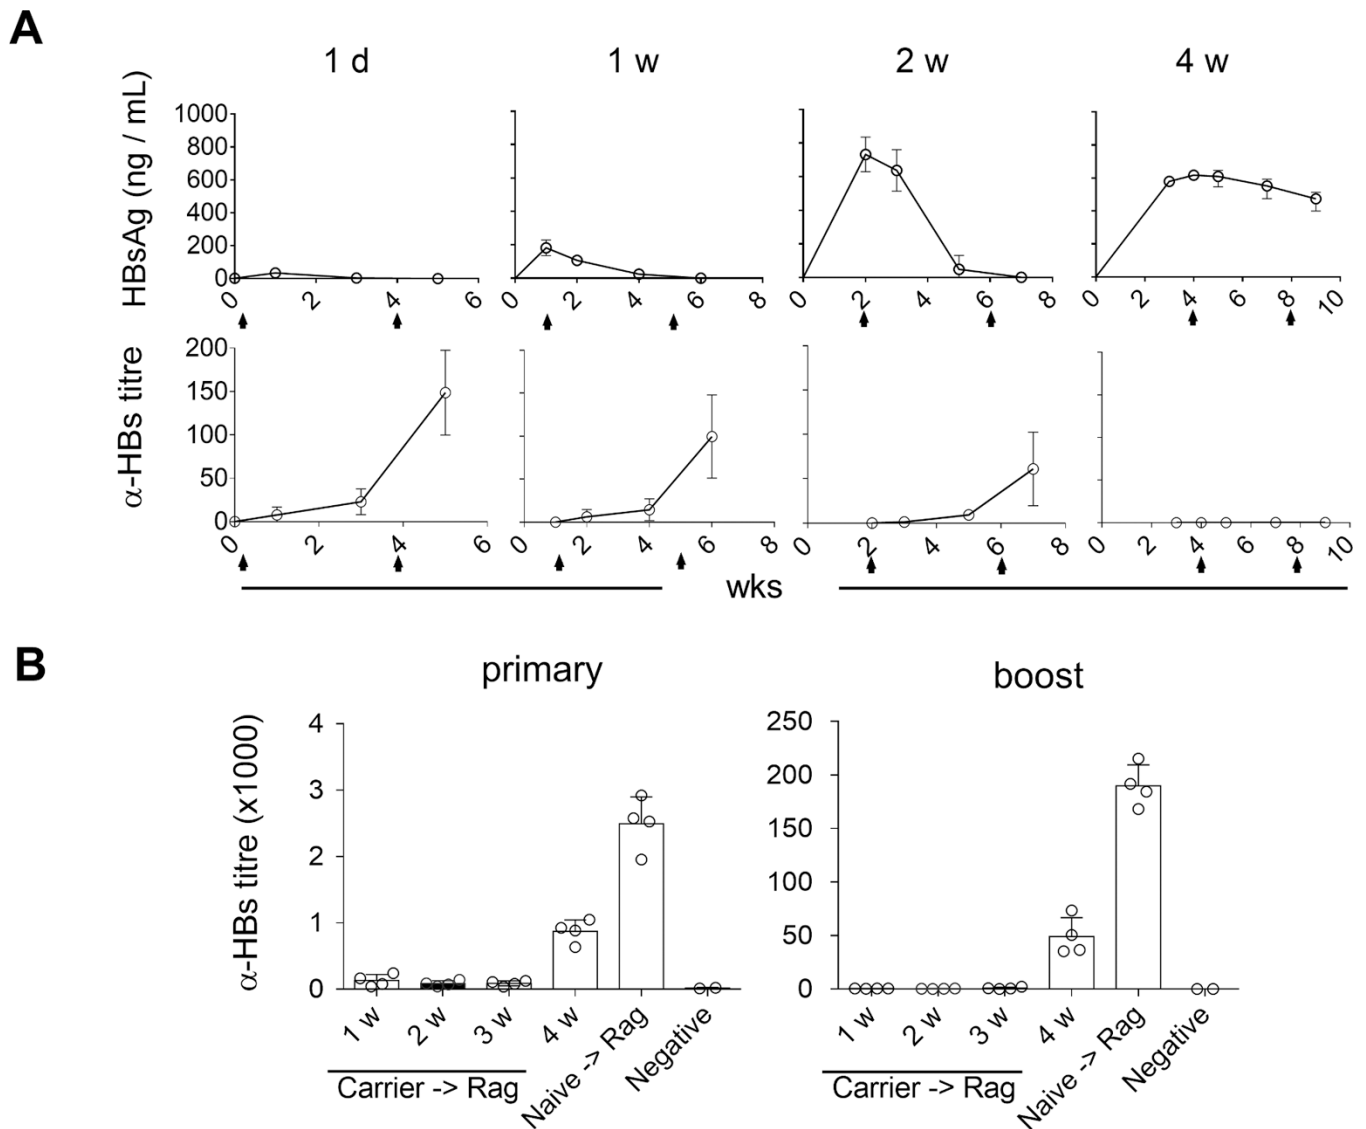 A
1 d
1 w
2 w
4 w
HBsAg (ng / mL)
1000
800
600
400
200
0
0 2 4 6
0 2 4 6 8
0 2 4 6 8
0 2 4 6 8 10
α-HBs titre
200
150
100
50
0
0 2 4 6
0 2 4 6 8
0 2 4 6 8
0 2 4 6 8 10
wks
B
primary
boost
α-HBs titre (x1000)
4
3
2
1
0
1 w
2 w
3 w
4 w
Naive -> Rag
Negative
Carrier -> Rag
250
200
150
100
50
0
1 w
2 w
3 w
4 w
Naive -> Rag
Negative
Carrier -> Rag